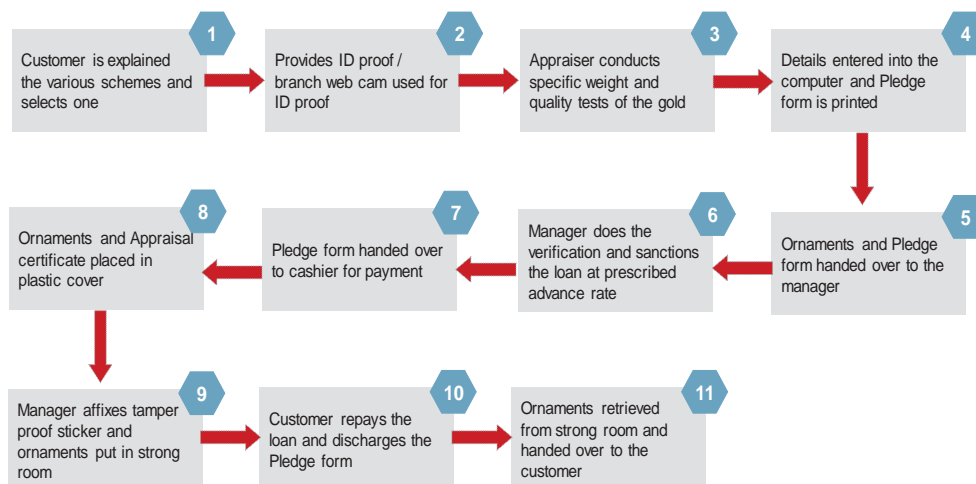 1
Customer is explained
the various schemes and
selects one
2
Provides ID proof /
branch web cam used for
ID proof
3
Appraiser conducts
specific weight and
quality tests of the gold
4
Details entered into the
computer and Pledge
form is printed
5
Ornaments and Pledge
form handed over to the
manager
6
Manager does the
verification and sanctions
the loan at prescribed
advance rate
7
Pledge form handed over
to cashier for payment
8
Ornaments and Appraisal
certificate placed in
plastic cover
9
Manager affixes tamper
proof sticker and
ornaments put in strong
room
10
Customer repays the
loan and discharges the
Pledge form
11
Ornaments retrieved
from strong room and
handed over to the
customer